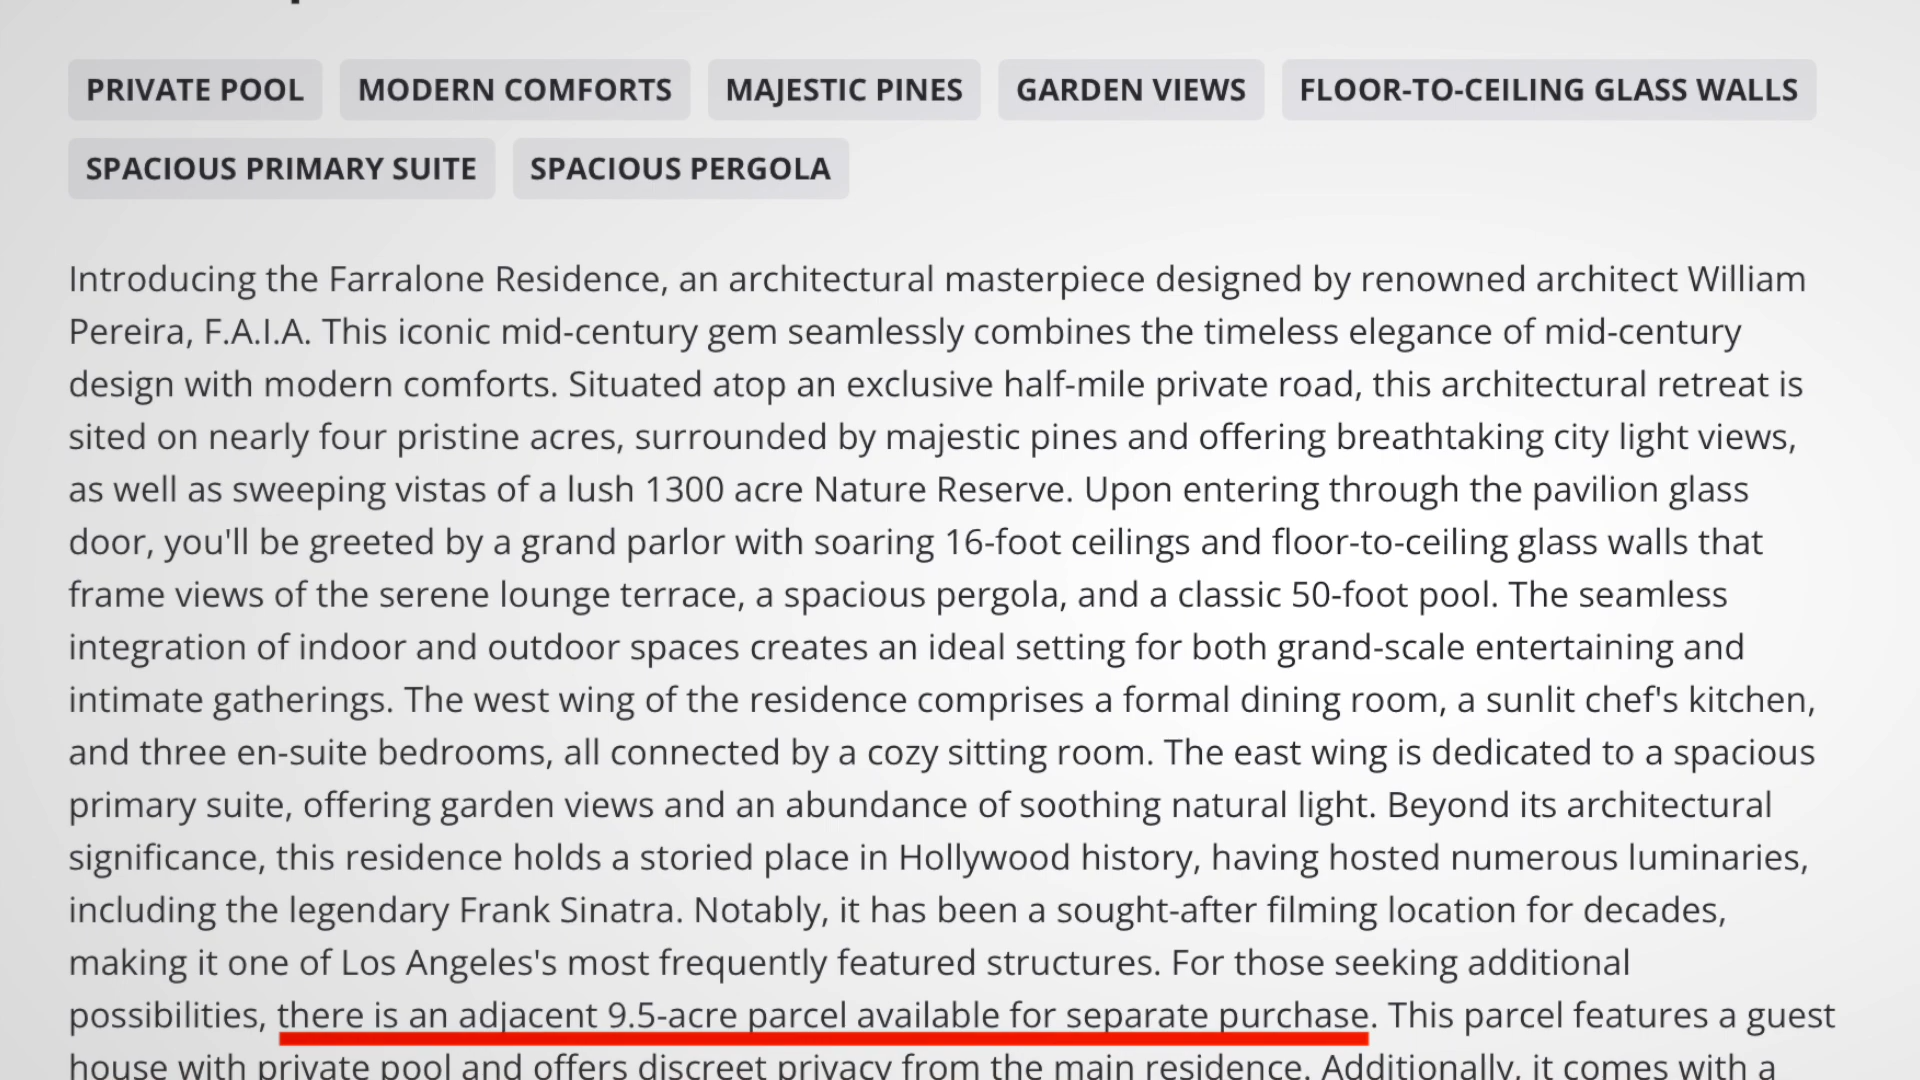 PRIVATE POOL MODERN COMFORTS MAJESTIC PINES GARDEN VIEWS FLOOR-TO-CEILING GLASS WALLS
SPACIOUS PRIMARY SUITE SPACIOUS PERGOLA
Introducing the Farralone Residence, an architectural masterpiece designed by renowned architect William
Pereira, F.A.I.A. This iconic mid-century gem seamlessly combines the timeless elegance of mid-century
design with modern comforts. Situated atop an exclusive half-mile private road, this architectural retreat is
sited on nearly four pristine acres, surrounded by majestic pines and offering breathtaking city light views,
as well as sweeping vistas of a lush 1300 acre Nature Reserve. Upon entering through the pavilion glass
door, you'll be greeted by a grand parlor with soaring 16-foot ceilings and floor-to-ceiling glass walls that
frame views of the serene lounge terrace, a spacious pergola, and a classic 50-foot pool. The seamless
integration of indoor and outdoor spaces creates an ideal setting for both grand-scale entertaining and
intimate gatherings. The west wing of the residence comprises a formal dining room, a sunlit chef's kitchen,
and three en-suite bedrooms, all connected by a cozy sitting room. The east wing is dedicated to a spacious
primary suite, offering garden views and an abundance of soothing natural light. Beyond its architectural
significance, this residence holds a storied place in Hollywood history, having hosted numerous luminaries,
including the legendary Frank Sinatra. Notably, it has been a sought-after filming location for decades,
making it one of Los Angeles's most frequently featured structures. For those seeking additional
possibilities, there is an adjacent 9.5-acre parcel available for separate purchase. This parcel features a guest
house with private pool and offers discreet privacy from the main residence. Additionally, it comes with a